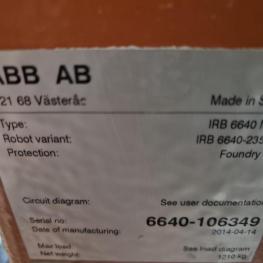 ABB AB
21 68 Västerås
Made in S
Type: IRB 6640
Robot variant: IRB 6640-235
Protection: Foundry
Circuit diagram: See user documentatio
Serial no: 6640-106349
Date of manufacturing: 2014-04-14
Max load See load diagram
Net weight: 1310 kg